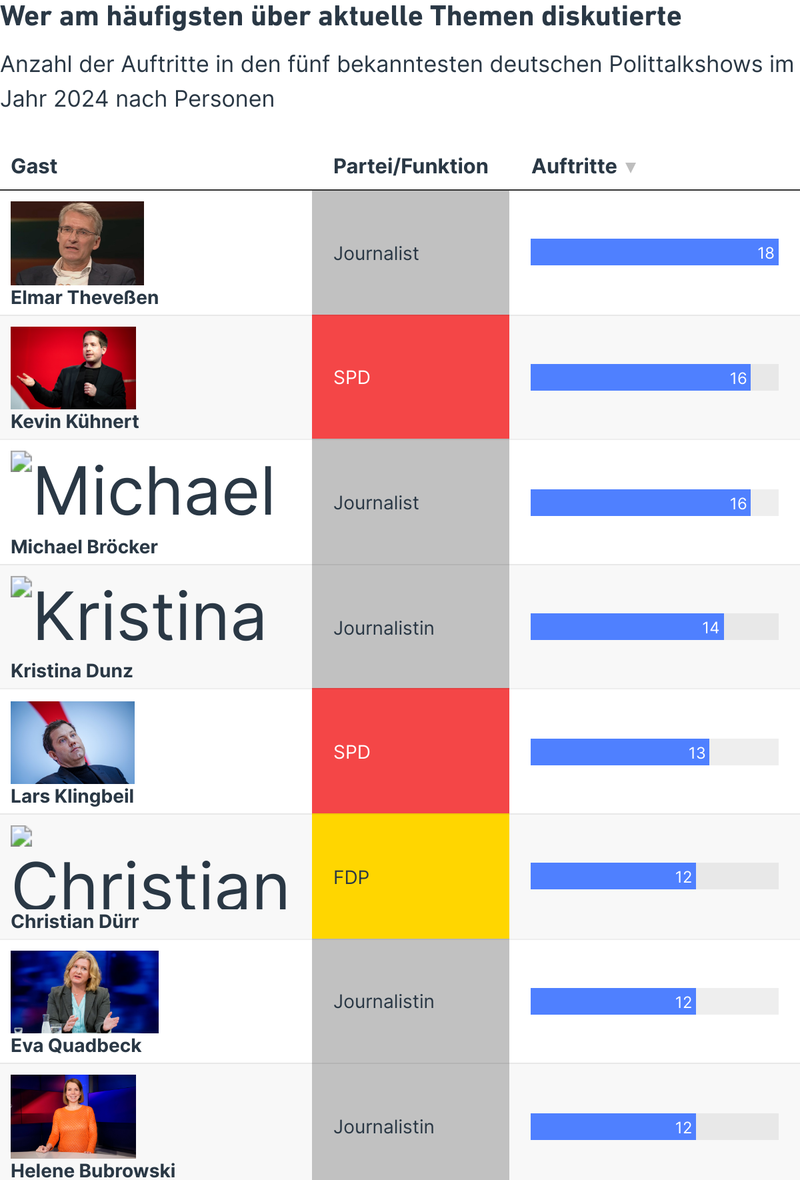 Wer am häufigsten über aktuelle Themen diskutierte
Anzahl der Auftritte in den fünf bekanntesten deutschen Polittalkshows im
Jahr 2024 nach Personen
Gast Partei/Funktion Auftritte ▼
Journalist 18
Elmar Theveßen
SPD 16
Kevin Kühnert
Michael Journalist 16
Michael Bröcker
Kristina Journalistin 14
Kristina Dunz
SPD 13
Lars Klingbeil
Christian FDP 12
Christian Dürr
Journalistin 12
Eva Quadbeck
Journalistin 12
Helene Bubrowski